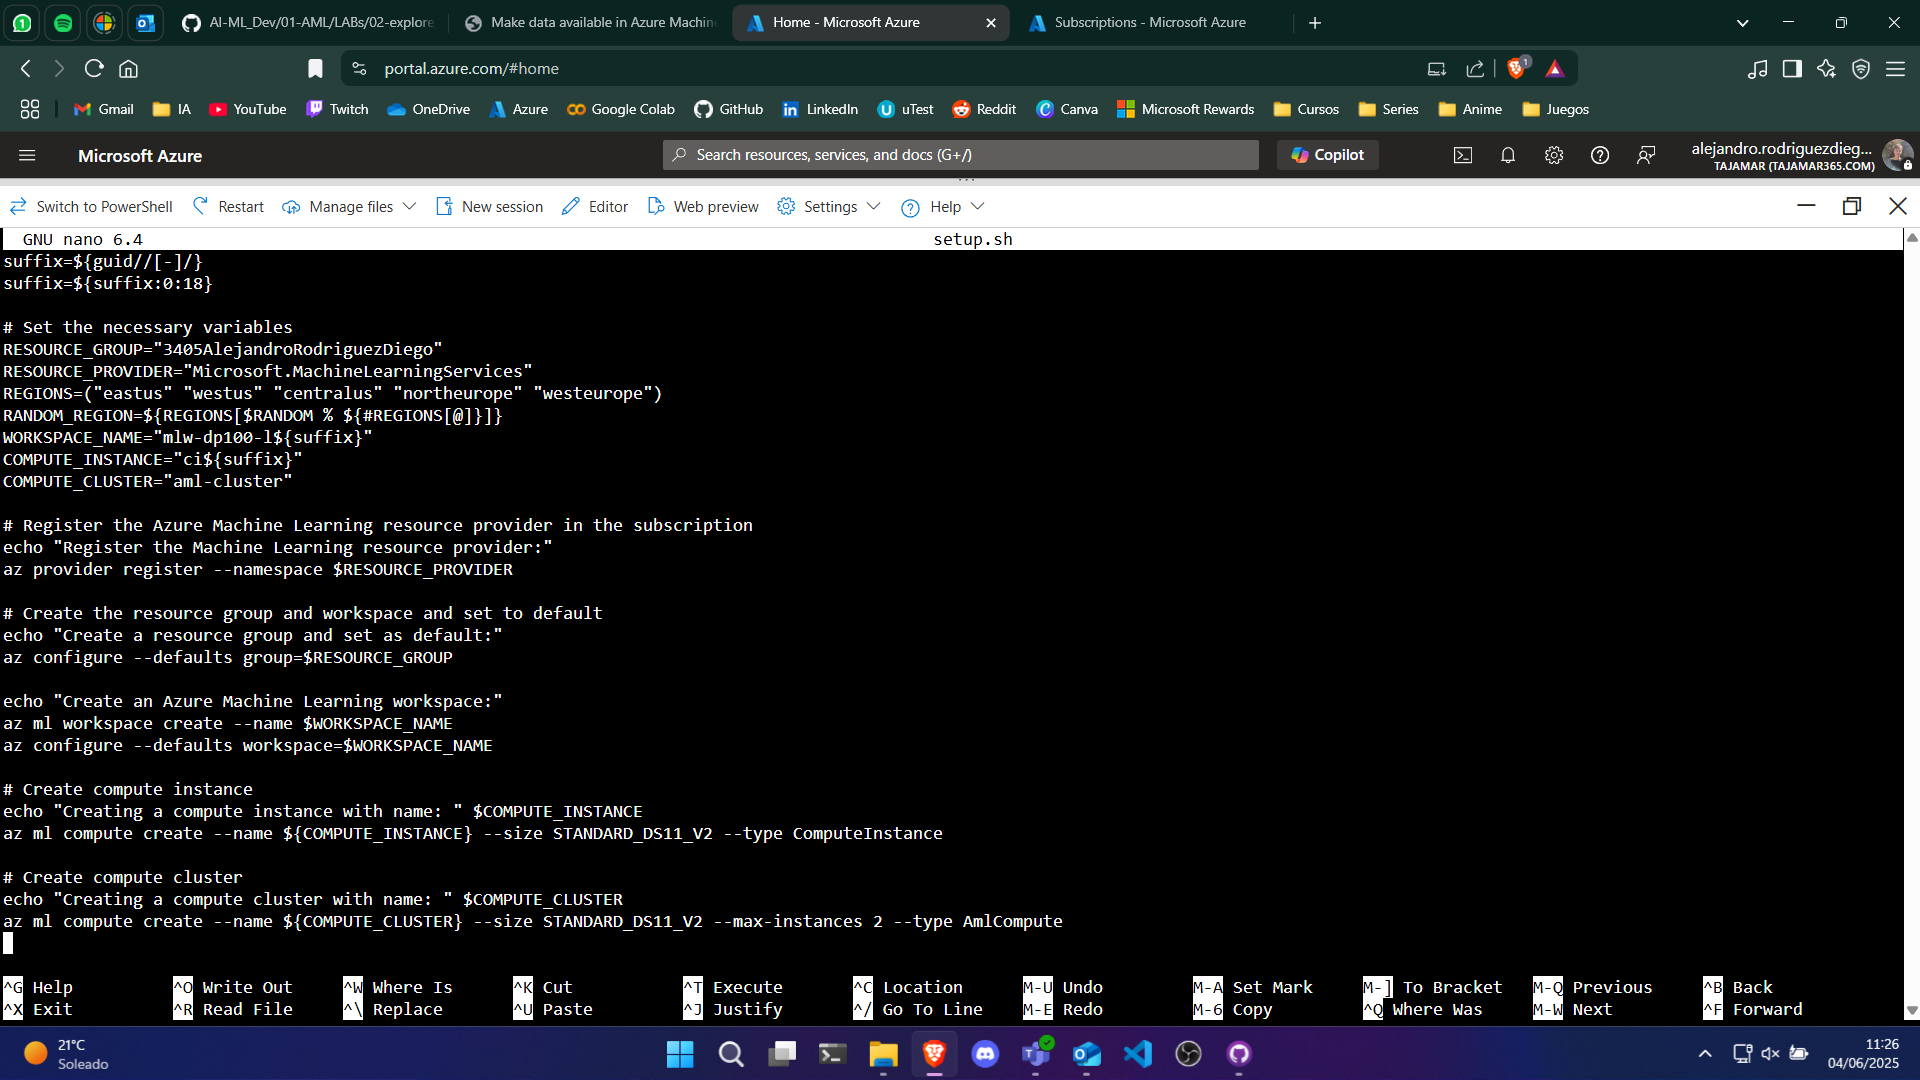 AI-ML_Dev/01-AML/LABs/02-explore
Make data available in Azure Machin
Home - Microsoft Azure
Subscriptions - Microsoft Azure
portal.azure.com/#home
1
Gmail
IA
YouTube
Twitch
OneDrive
Azure
Google Colab
GitHub
LinkedIn
uTest
Reddit
Canva
Microsoft Rewards
Cursos
Series
Anime
Juegos
Microsoft Azure
Search resources, services, and docs (G+/)
Copilot
alejandro.rodriguezdieg...
TAJAMAR (TAJAMAR365.COM)
Switch to PowerShell
Restart
Manage files
New session
Editor
Web preview
Settings
Help
GNU nano 6.4 setup.sh
suffix=${guid//[-]/}
suffix=${suffix:0:18}
# Set the necessary variables
RESOURCE_GROUP="3405AlejandroRodriguezDiego"
RESOURCE_PROVIDER="Microsoft.MachineLearningServices"
REGIONS=("eastus" "westus" "centralus" "northeurope" "westeurope")
RANDOM_REGION=${REGIONS[$RANDOM % ${#REGIONS[@]}]}
WORKSPACE_NAME="mlw-dp100-l${suffix}"
COMPUTE_INSTANCE="ci${suffix}"
COMPUTE_CLUSTER="aml-cluster"
# Register the Azure Machine Learning resource provider in the subscription
echo "Register the Machine Learning resource provider:"
az provider register --namespace $RESOURCE_PROVIDER
# Create the resource group and workspace and set to default
echo "Create a resource group and set as default:"
az configure --defaults group=$RESOURCE_GROUP
echo "Create an Azure Machine Learning workspace:"
az ml workspace create --name $WORKSPACE_NAME
az configure --defaults workspace=$WORKSPACE_NAME
# Create compute instance
echo "Creating a compute instance with name: " $COMPUTE_INSTANCE
az ml compute create --name ${COMPUTE_INSTANCE} --size STANDARD_DS11_V2 --type ComputeInstance
# Create compute cluster
echo "Creating a compute cluster with name: " $COMPUTE_CLUSTER
az ml compute create --name ${COMPUTE_CLUSTER} --size STANDARD_DS11_V2 --max-instances 2 --type AmlCompute
^G Help ^O Write Out ^W Where Is ^K Cut ^T Execute ^C Location M-U Undo M-A Set Mark M-] To Bracket M-Q Previous ^B Back
^X Exit ^R Read File ^\ Replace ^U Paste ^J Justify ^/ Go To Line M-E Redo M-6 Copy ^Q Where Was M-W Next ^F Forward
21°C
Soleado
11:26
04/06/2025